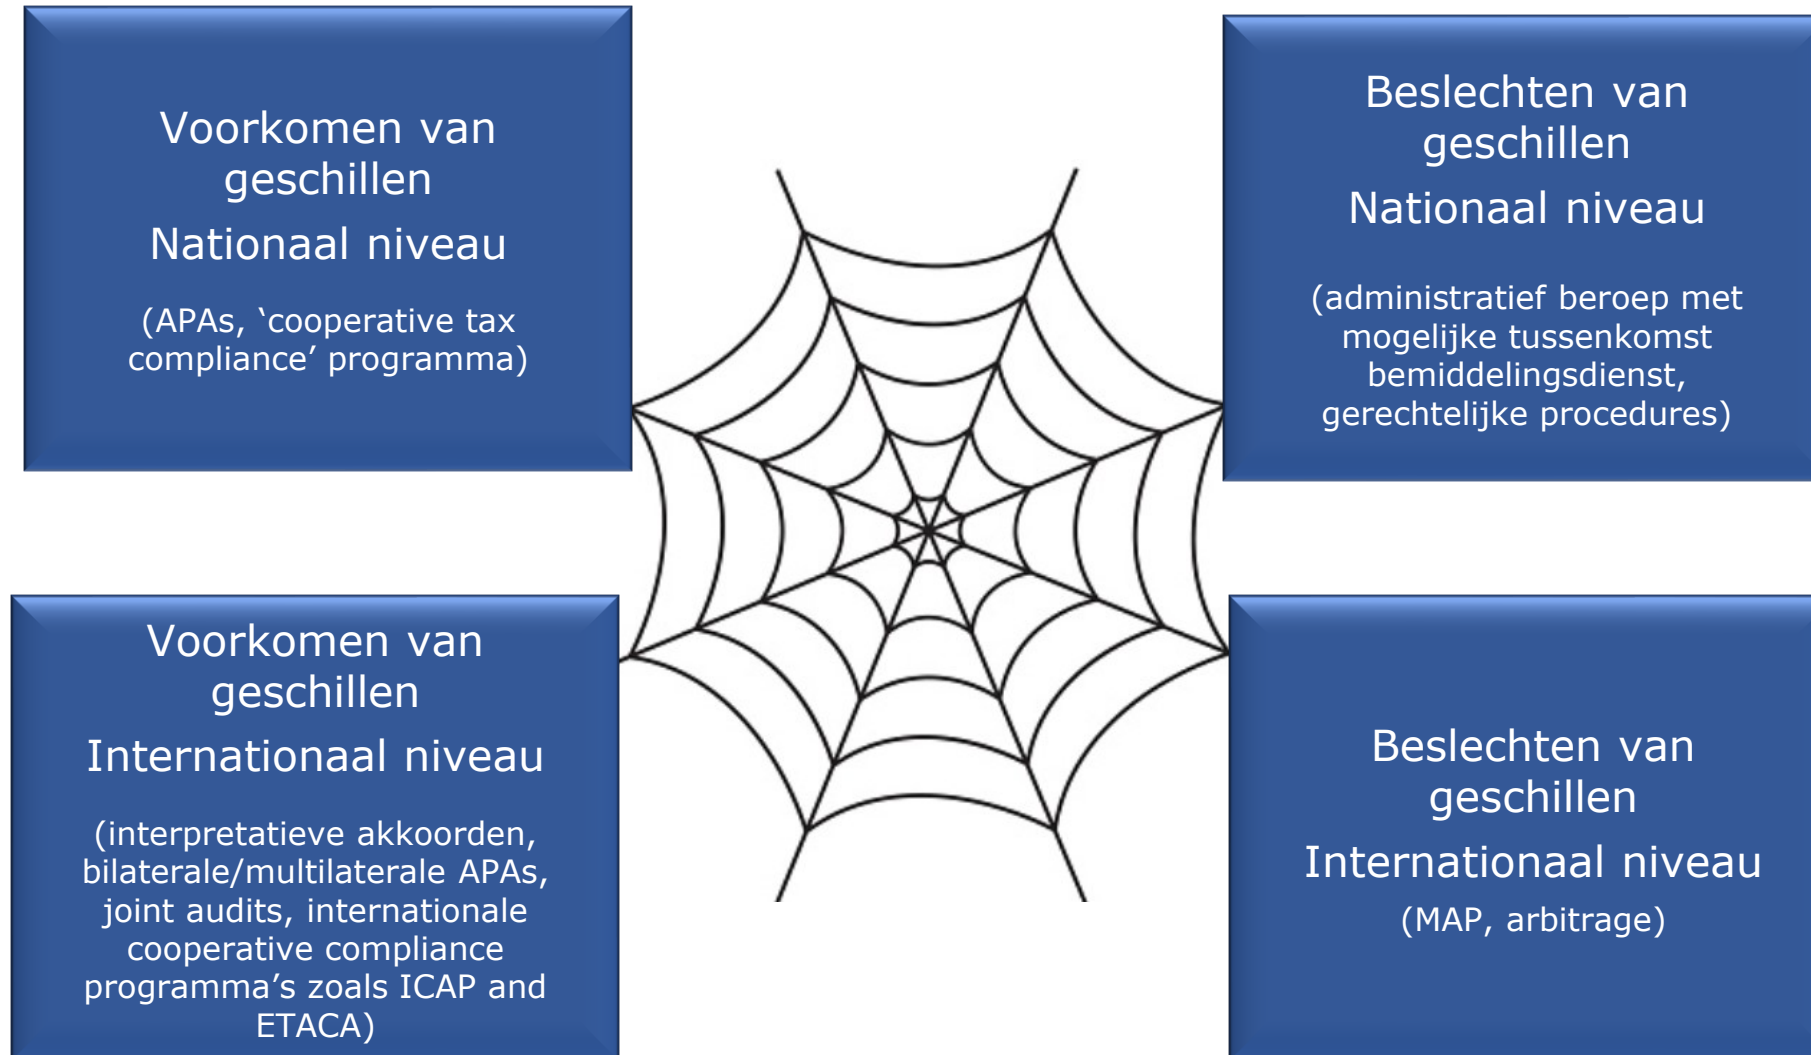 Voorkomen van
geschillen
Nationaal niveau
(APAs, ‘cooperative tax
compliance’ programma)
Beslechten van
geschillen
Nationaal niveau
(administratief beroep met
mogelijke tussenkomst
bemiddelingsdienst,
gerechtelijke procedures)
Voorkomen van
geschillen
Internationaal niveau
(interpretatieve akkoorden,
bilaterale/multilaterale APAs,
joint audits, internationale
cooperative compliance
programma’s zoals ICAP and
ETACA)
Beslechten van
geschillen
Internationaal niveau
(MAP, arbitrage)